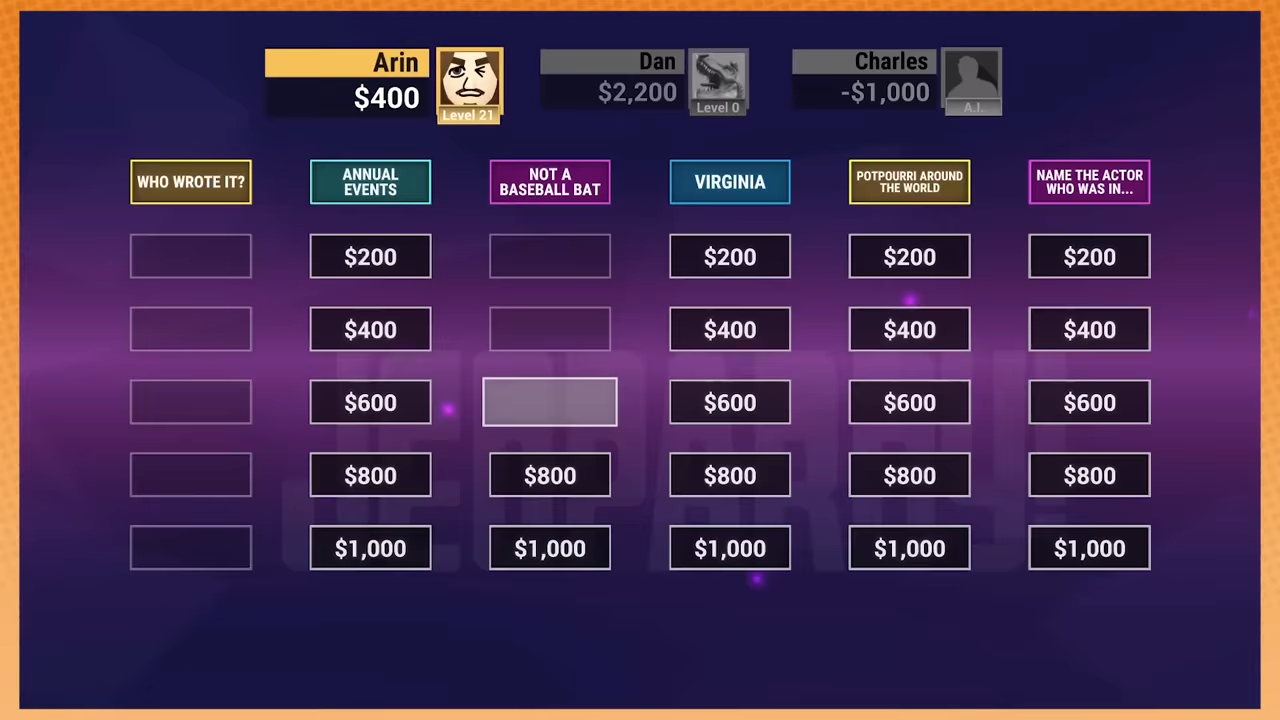 Arin
$400
Level 21
Dan
$2,200
Level 0
Charles
-$1,000
A.I.
WHO WROTE IT?
ANNUAL
EVENTS
NOT A
BASEBALL BAT
VIRGINIA
POTPOURRI AROUND
THE WORLD
NAME THE ACTOR
WHO WAS IN...
$200 $200 $200 $200
$400 $400 $400 $400
$600 $600 $600 $600
$800 $800 $800 $800 $800
$1,000 $1,000 $1,000 $1,000 $1,000
JEOPARDY!